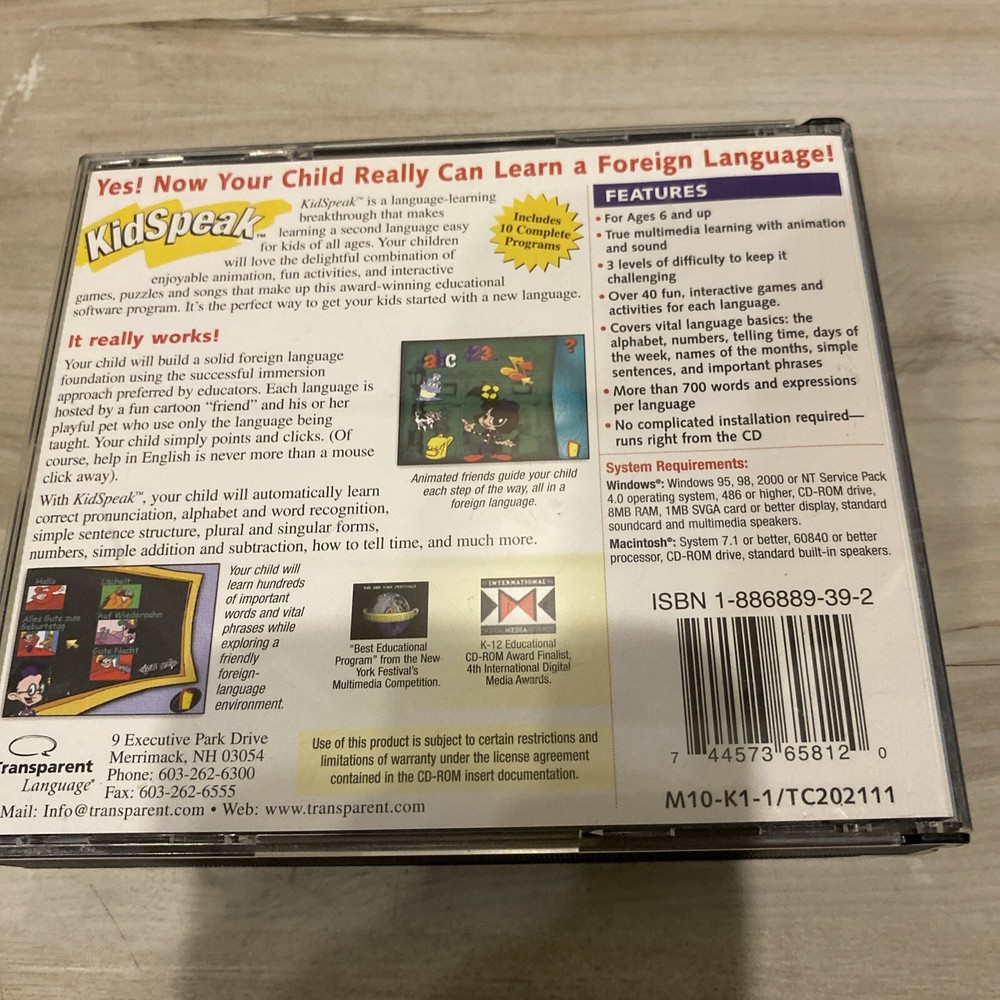 Yes! Now Your Child Really Can Learn a Foreign Language!
KidSpeak™
KidSpeak™ is a language-learning
breakthrough that makes
learning a second language easy
for kids of all ages. Your children
will love the delightful combination of
enjoyable animation, fun activities, and interactive
games, puzzles and songs that make up this award-winning educational
software program. It's the perfect way to get your kids started with a new language.
Includes
10 Complete
Programs
It really works!
Your child will build a solid foreign language
foundation using the successful immersion
approach preferred by educators. Each language is
hosted by a fun cartoon "friend" and his or her
playful pet who use only the language being
taught. Your child simply points and clicks. (Of
course, help in English is never more than a mouse
click away).
With KidSpeak™, your child will automatically learn
correct pronunciation, alphabet and word recognition,
simple sentence structure, plural and singular forms,
numbers, simple addition and subtraction, how to tell time, and much more.
abc 123
?
Animated friends guide your child
each step of the way, all in a
foreign language.
Hallo
Lächelt
Alles Gute zum
Geburtstag
Auf Wiedersehn
Gute Nacht
Your child will
learn hundreds
of important
words and vital
phrases while
exploring a
friendly
foreign-
language
environment.
THE NEW YORK FESTIVALS
"Best Educational
Program" from the New
York Festival's
Multimedia Competition.
INTERNATIONAL
MEDIA
K-12 Educational
CD-ROM Award Finalist,
4th International Digital
Media Awards.
Transparent
Language®
9 Executive Park Drive
Merrimack, NH 03054
Phone: 603-262-6300
Fax: 603-262-6555
Mail: Info@transparent.com • Web: www.transparent.com
Use of this product is subject to certain restrictions and
limitations of warranty under the license agreement
contained in the CD-ROM insert documentation.
FEATURES
• For Ages 6 and up
• True multimedia learning with animation
and sound
• 3 levels of difficulty to keep it
challenging
• Over 40 fun, interactive games and
activities for each language.
• Covers vital language basics: the
alphabet, numbers, telling time, days of
the week, names of the months, simple
sentences, and important phrases
• More than 700 words and expressions
per language
• No complicated installation required—
runs right from the CD
System Requirements:
Windows®: Windows 95, 98, 2000 or NT Service Pack
4.0 operating system, 486 or higher, CD-ROM drive,
8MB RAM, 1MB SVGA card or better display, standard
soundcard and multimedia speakers.
Macintosh®: System 7.1 or better, 60840 or better
processor, CD-ROM drive, standard built-in speakers.
ISBN 1-886889-39-2
7 44573 65812 0
M10-K1-1/TC202111